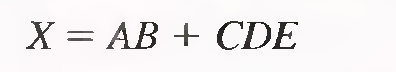 X = AB + CDE